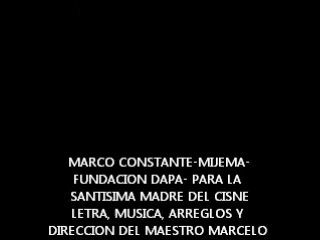 MARCO CONSTANTE-MIJEMA-
FUNDACION DAPA- PARA LA
SANTISIMA MADRE DEL CISNE
LETRA, MUSICA, ARREGLOS Y
DIRECCION DEL MAESTRO MARCELO